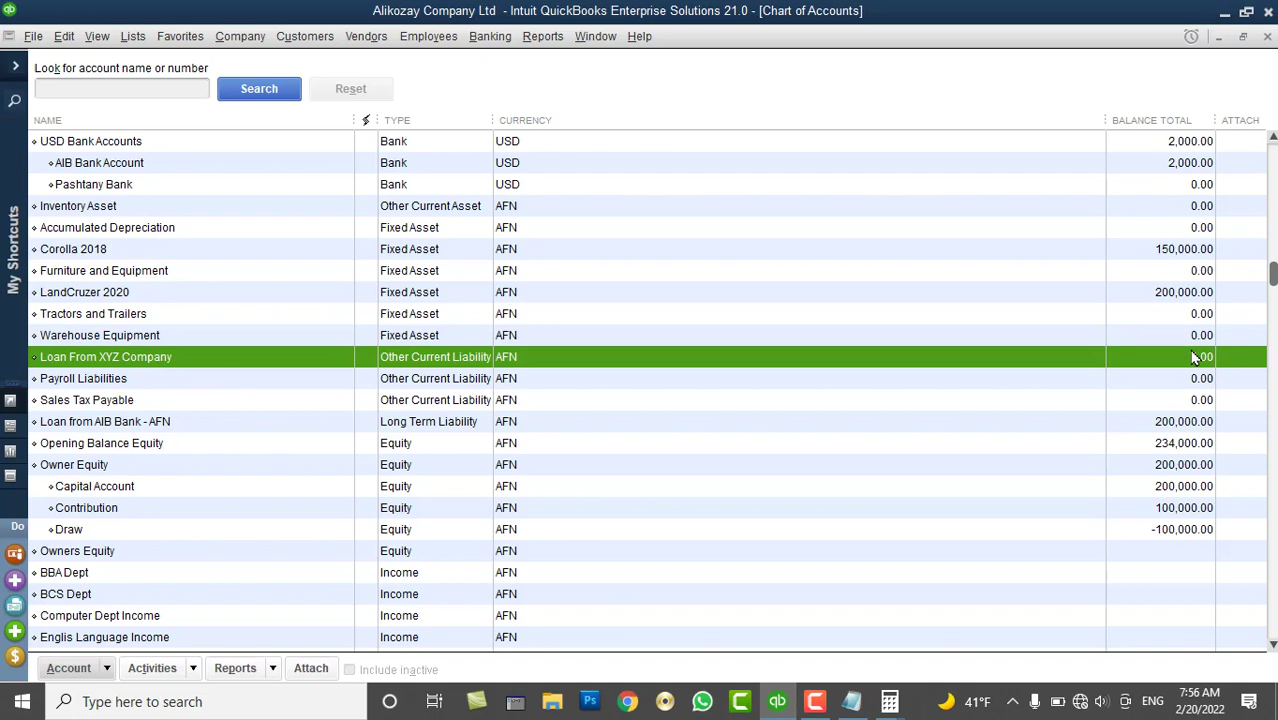 Alikozay Company Ltd - Intuit QuickBooks Enterprise Solutions 21.0 - [Chart of Accounts]
File Edit View Lists Favorites Company Customers Vendors Employees Banking Reports Window Help
Look for account name or number
Search Reset
NAME TYPE CURRENCY BALANCE TOTAL ATTACH
USD Bank Accounts Bank USD 2,000.00
AIB Bank Account Bank USD 2,000.00
Pashtany Bank Bank USD 0.00
Inventory Asset Other Current Asset AFN 0.00
Accumulated Depreciation Fixed Asset AFN 0.00
Corolla 2018 Fixed Asset AFN 150,000.00
Furniture and Equipment Fixed Asset AFN 0.00
LandCruzer 2020 Fixed Asset AFN 200,000.00
Tractors and Trailers Fixed Asset AFN 0.00
Warehouse Equipment Fixed Asset AFN 0.00
Loan From XYZ Company Other Current Liability AFN
Payroll Liabilities Other Current Liability AFN 0.00
Sales Tax Payable Other Current Liability AFN 0.00
Loan from AIB Bank - AFN Long Term Liability AFN 200,000.00
Opening Balance Equity Equity AFN 234,000.00
Owner Equity Equity AFN 200,000.00
Capital Account Equity AFN 200,000.00
Contribution Equity AFN 100,000.00
Draw Equity AFN -100,000.00
Owners Equity Equity AFN
BBA Dept Income AFN
BCS Dept Income AFN
Computer Dept Income Income AFN
Englis Language Income Income AFN
My Shortcuts
Do
Account Activities Reports Attach Include inactive
Type here to search
Ps
qb
41°F
ENG
7:56 AM
2/20/2022